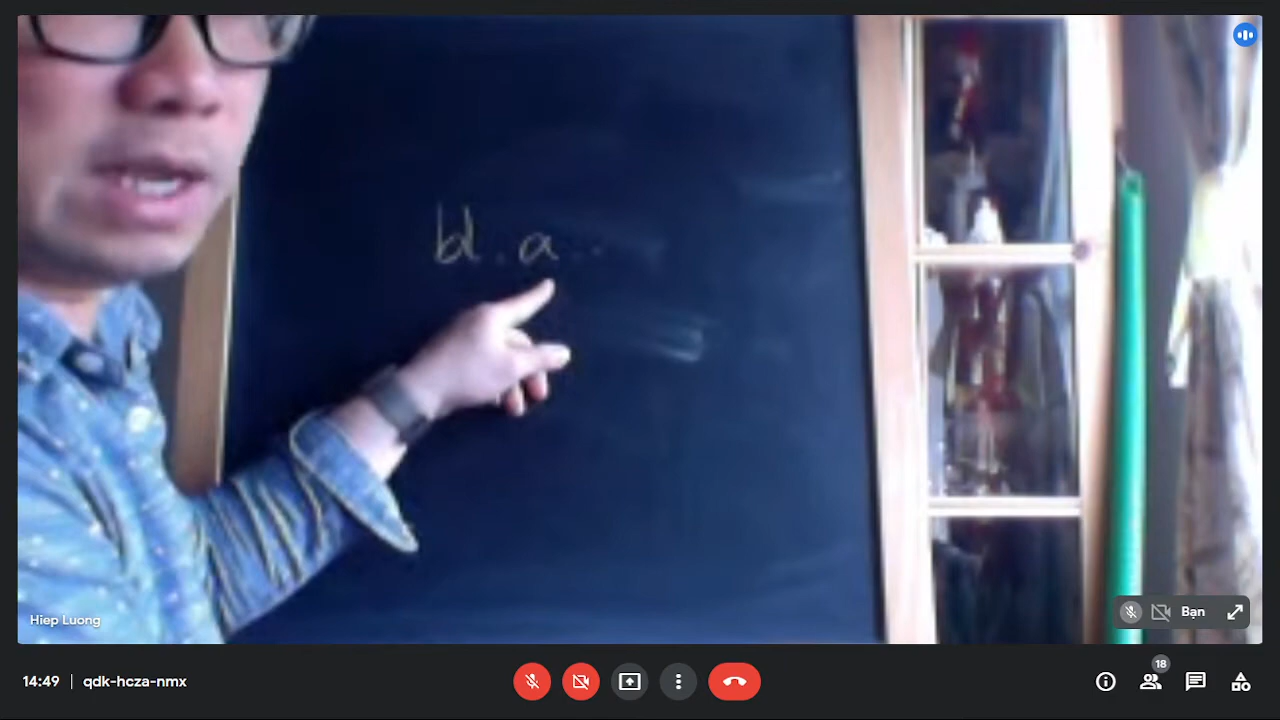 bl.a...
Hiep Luong
Bạn
14:49 | qdk-hcza-nmx
18